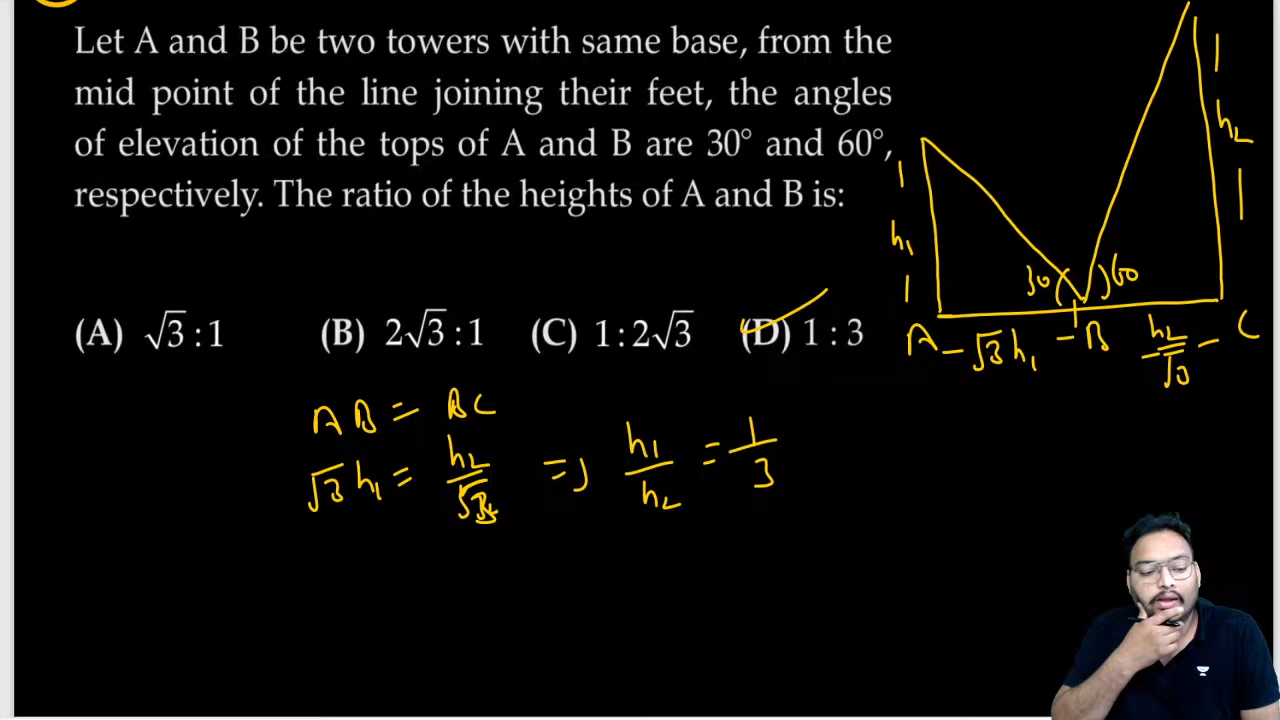 Let A and B be two towers with same base, from the
mid point of the line joining their feet, the angles
of elevation of the tops of A and B are 30° and 60°,
respectively. The ratio of the heights of A and B is:
(A) √3 : 1 (B) 2√3 : 1 (C) 1 : 2√3 (D) 1 : 3
h₁
h₂
30
60
A – √3 h₁ – B h₂/√3 – C
AB = BC
√3 h₁ = h₂/√3 ⇒ h₁/h₂ = 1/3